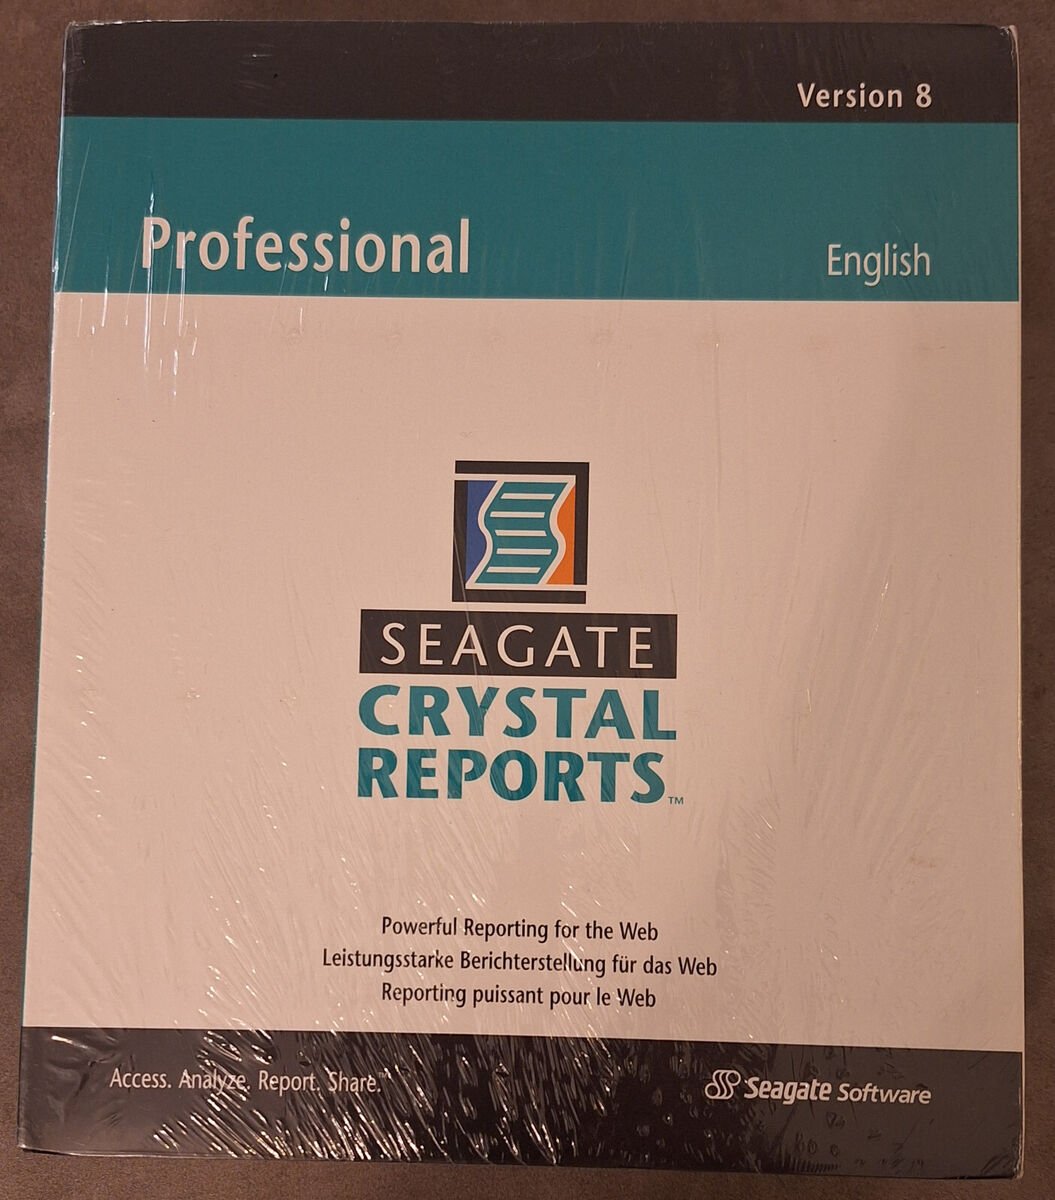 Version 8
Professional
English
SEAGATE
CRYSTAL
REPORTS™
Powerful Reporting for the Web
Leistungsstarke Berichterstellung für das Web
Reporting puissant pour le Web
Access. Analyze. Report. Share.™
Seagate Software